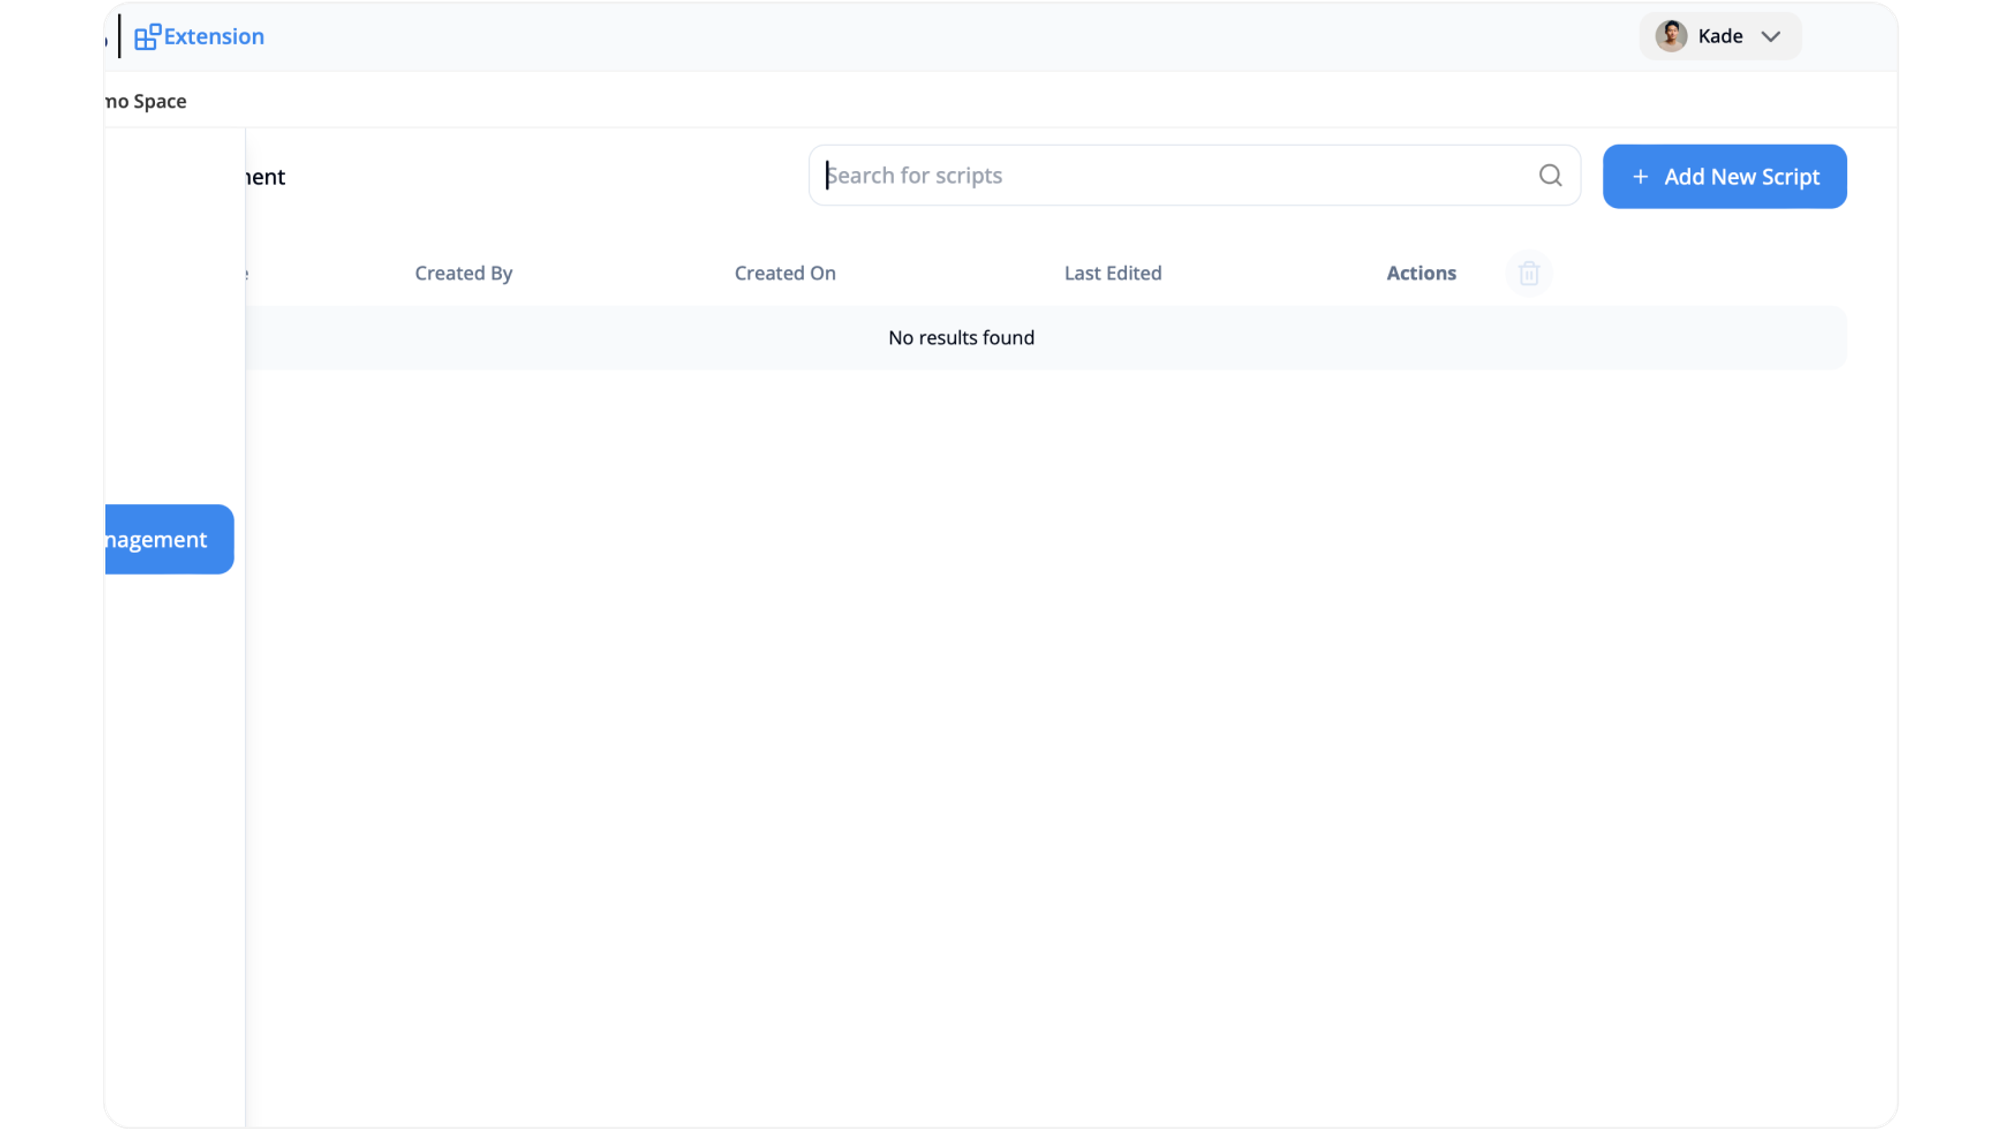 Extension
Kade
mo Space
nent
Search for scripts
+ Add New Script
Created By
Created On
Last Edited
Actions
No results found
nagement